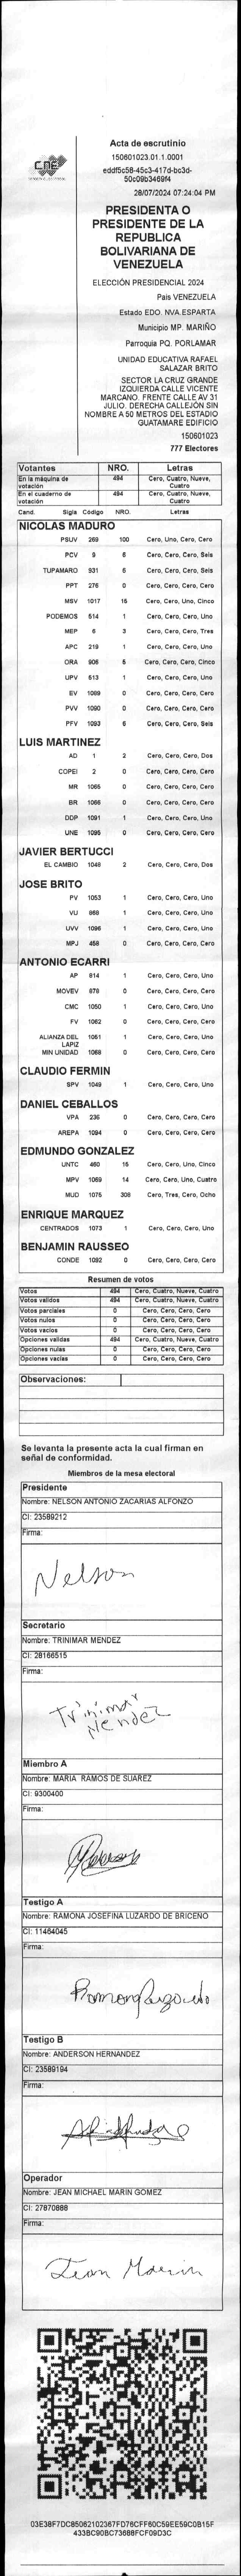 CNE
Acta de escrutinio
150601023.01.1.0001
eddf5c58-45c3-417d-bc3d-
50c09b3469f4
28/07/2024 07:24:04 PM
PRESIDENTA O
PRESIDENTE DE LA
REPUBLICA
BOLIVARIANA DE
VENEZUELA
ELECCIÓN PRESIDENCIAL 2024
Pais VENEZUELA
Estado EDO. NVA.ESPARTA
Municipio MP. MARIÑO
Parroquia PQ. PORLAMAR
UNIDAD EDUCATIVA RAFAEL
SALAZAR BRITO
SECTOR LA CRUZ GRANDE
IZQUIERDA CALLE VICENTE
MARCANO. FRENTE CALLE AV 31
JULIO. DERECHA CALLEJÓN SIN
NOMBRE A 50 METROS DEL ESTADIO
GUATAMARE EDIFICIO
150601023
777 Electores
Votantes NRO. Letras
En la máquina de votación 494 Cero, Cuatro, Nueve, Cuatro
En el cuaderno de votación 494 Cero, Cuatro, Nueve, Cuatro
Cand. Sigla Código NRO. Letras
NICOLAS MADURO
PSUV 269 100 Cero, Uno, Cero, Cero
PCV 9 6 Cero, Cero, Cero, Seis
TUPAMARO 931 6 Cero, Cero, Cero, Seis
PPT 276 0 Cero, Cero, Cero, Cero
MSV 1017 15 Cero, Cero, Uno, Cinco
PODEMOS 514 1 Cero, Cero, Cero, Uno
MEP 6 3 Cero, Cero, Cero, Tres
APC 219 1 Cero, Cero, Cero, Uno
ORA 906 5 Cero, Cero, Cero, Cinco
UPV 513 1 Cero, Cero, Cero, Uno
EV 1089 0 Cero, Cero, Cero, Cero
PVV 1090 0 Cero, Cero, Cero, Cero
PFV 1093 6 Cero, Cero, Cero, Seis
LUIS MARTINEZ
AD 1 2 Cero, Cero, Cero, Dos
COPEI 2 0 Cero, Cero, Cero, Cero
MR 1065 0 Cero, Cero, Cero, Cero
BR 1066 0 Cero, Cero, Cero, Cero
DDP 1091 1 Cero, Cero, Cero, Uno
UNE 1095 0 Cero, Cero, Cero, Cero
JAVIER BERTUCCI
EL CAMBIO 1048 2 Cero, Cero, Cero, Dos
JOSE BRITO
PV 1053 1 Cero, Cero, Cero, Uno
VU 868 1 Cero, Cero, Cero, Uno
UVV 1096 1 Cero, Cero, Cero, Uno
MPJ 458 0 Cero, Cero, Cero, Cero
ANTONIO ECARRI
AP 814 1 Cero, Cero, Cero, Uno
MOVEV 878 0 Cero, Cero, Cero, Cero
CMC 1050 1 Cero, Cero, Cero, Uno
FV 1062 0 Cero, Cero, Cero, Cero
ALIANZA DEL LAPIZ 1051 1 Cero, Cero, Cero, Uno
MIN UNIDAD 1068 0 Cero, Cero, Cero, Cero
CLAUDIO FERMIN
SPV 1049 1 Cero, Cero, Cero, Uno
DANIEL CEBALLOS
VPA 236 0 Cero, Cero, Cero, Cero
AREPA 1094 0 Cero, Cero, Cero, Cero
EDMUNDO GONZALEZ
UNTC 460 15 Cero, Cero, Uno, Cinco
MPV 1069 14 Cero, Cero, Uno, Cuatro
MUD 1075 308 Cero, Tres, Cero, Ocho
ENRIQUE MARQUEZ
CENTRADOS 1073 1 Cero, Cero, Cero, Uno
BENJAMIN RAUSSEO
CONDE 1092 0 Cero, Cero, Cero, Cero
Resumen de votos
Votos 494 Cero, Cuatro, Nueve, Cuatro
Votos validos 494 Cero, Cuatro, Nueve, Cuatro
Votos parciales 0 Cero, Cero, Cero, Cero
Votos nulos 0 Cero, Cero, Cero, Cero
Votos vacios 0 Cero, Cero, Cero, Cero
Opciones validas 494 Cero, Cuatro, Nueve, Cuatro
Opciones nulas 0 Cero, Cero, Cero, Cero
Opciones vacias 0 Cero, Cero, Cero, Cero
Observaciones:
Se levanta la presente acta la cual firman en
señal de conformidad.
Miembros de la mesa electoral
Presidente
Nombre: NELSON ANTONIO ZACARIAS ALFONZO
CI: 23589212
Firma:
Nelson
Secretario
Nombre: TRINIMAR MENDEZ
CI: 28166515
Firma:
Trinimar
Mendez
Miembro A
Nombre: MARIA RAMOS DE SUAREZ
CI: 9300400
Firma:
Testigo A
Nombre: RAMONA JOSEFINA LUZARDO DE BRICEÑO
CI: 11464045
Firma:
Ramona Luzardo
Testigo B
Nombre: ANDERSON HERNANDEZ
CI: 23589194
Firma:
Operador
Nombre: JEAN MICHAEL MARIN GOMEZ
CI: 27870888
Firma:
Jean Marin
03E38F7DC85062102367FD76CFF60C59EE59C0B15F
433BC90BC73688FCF09D3C